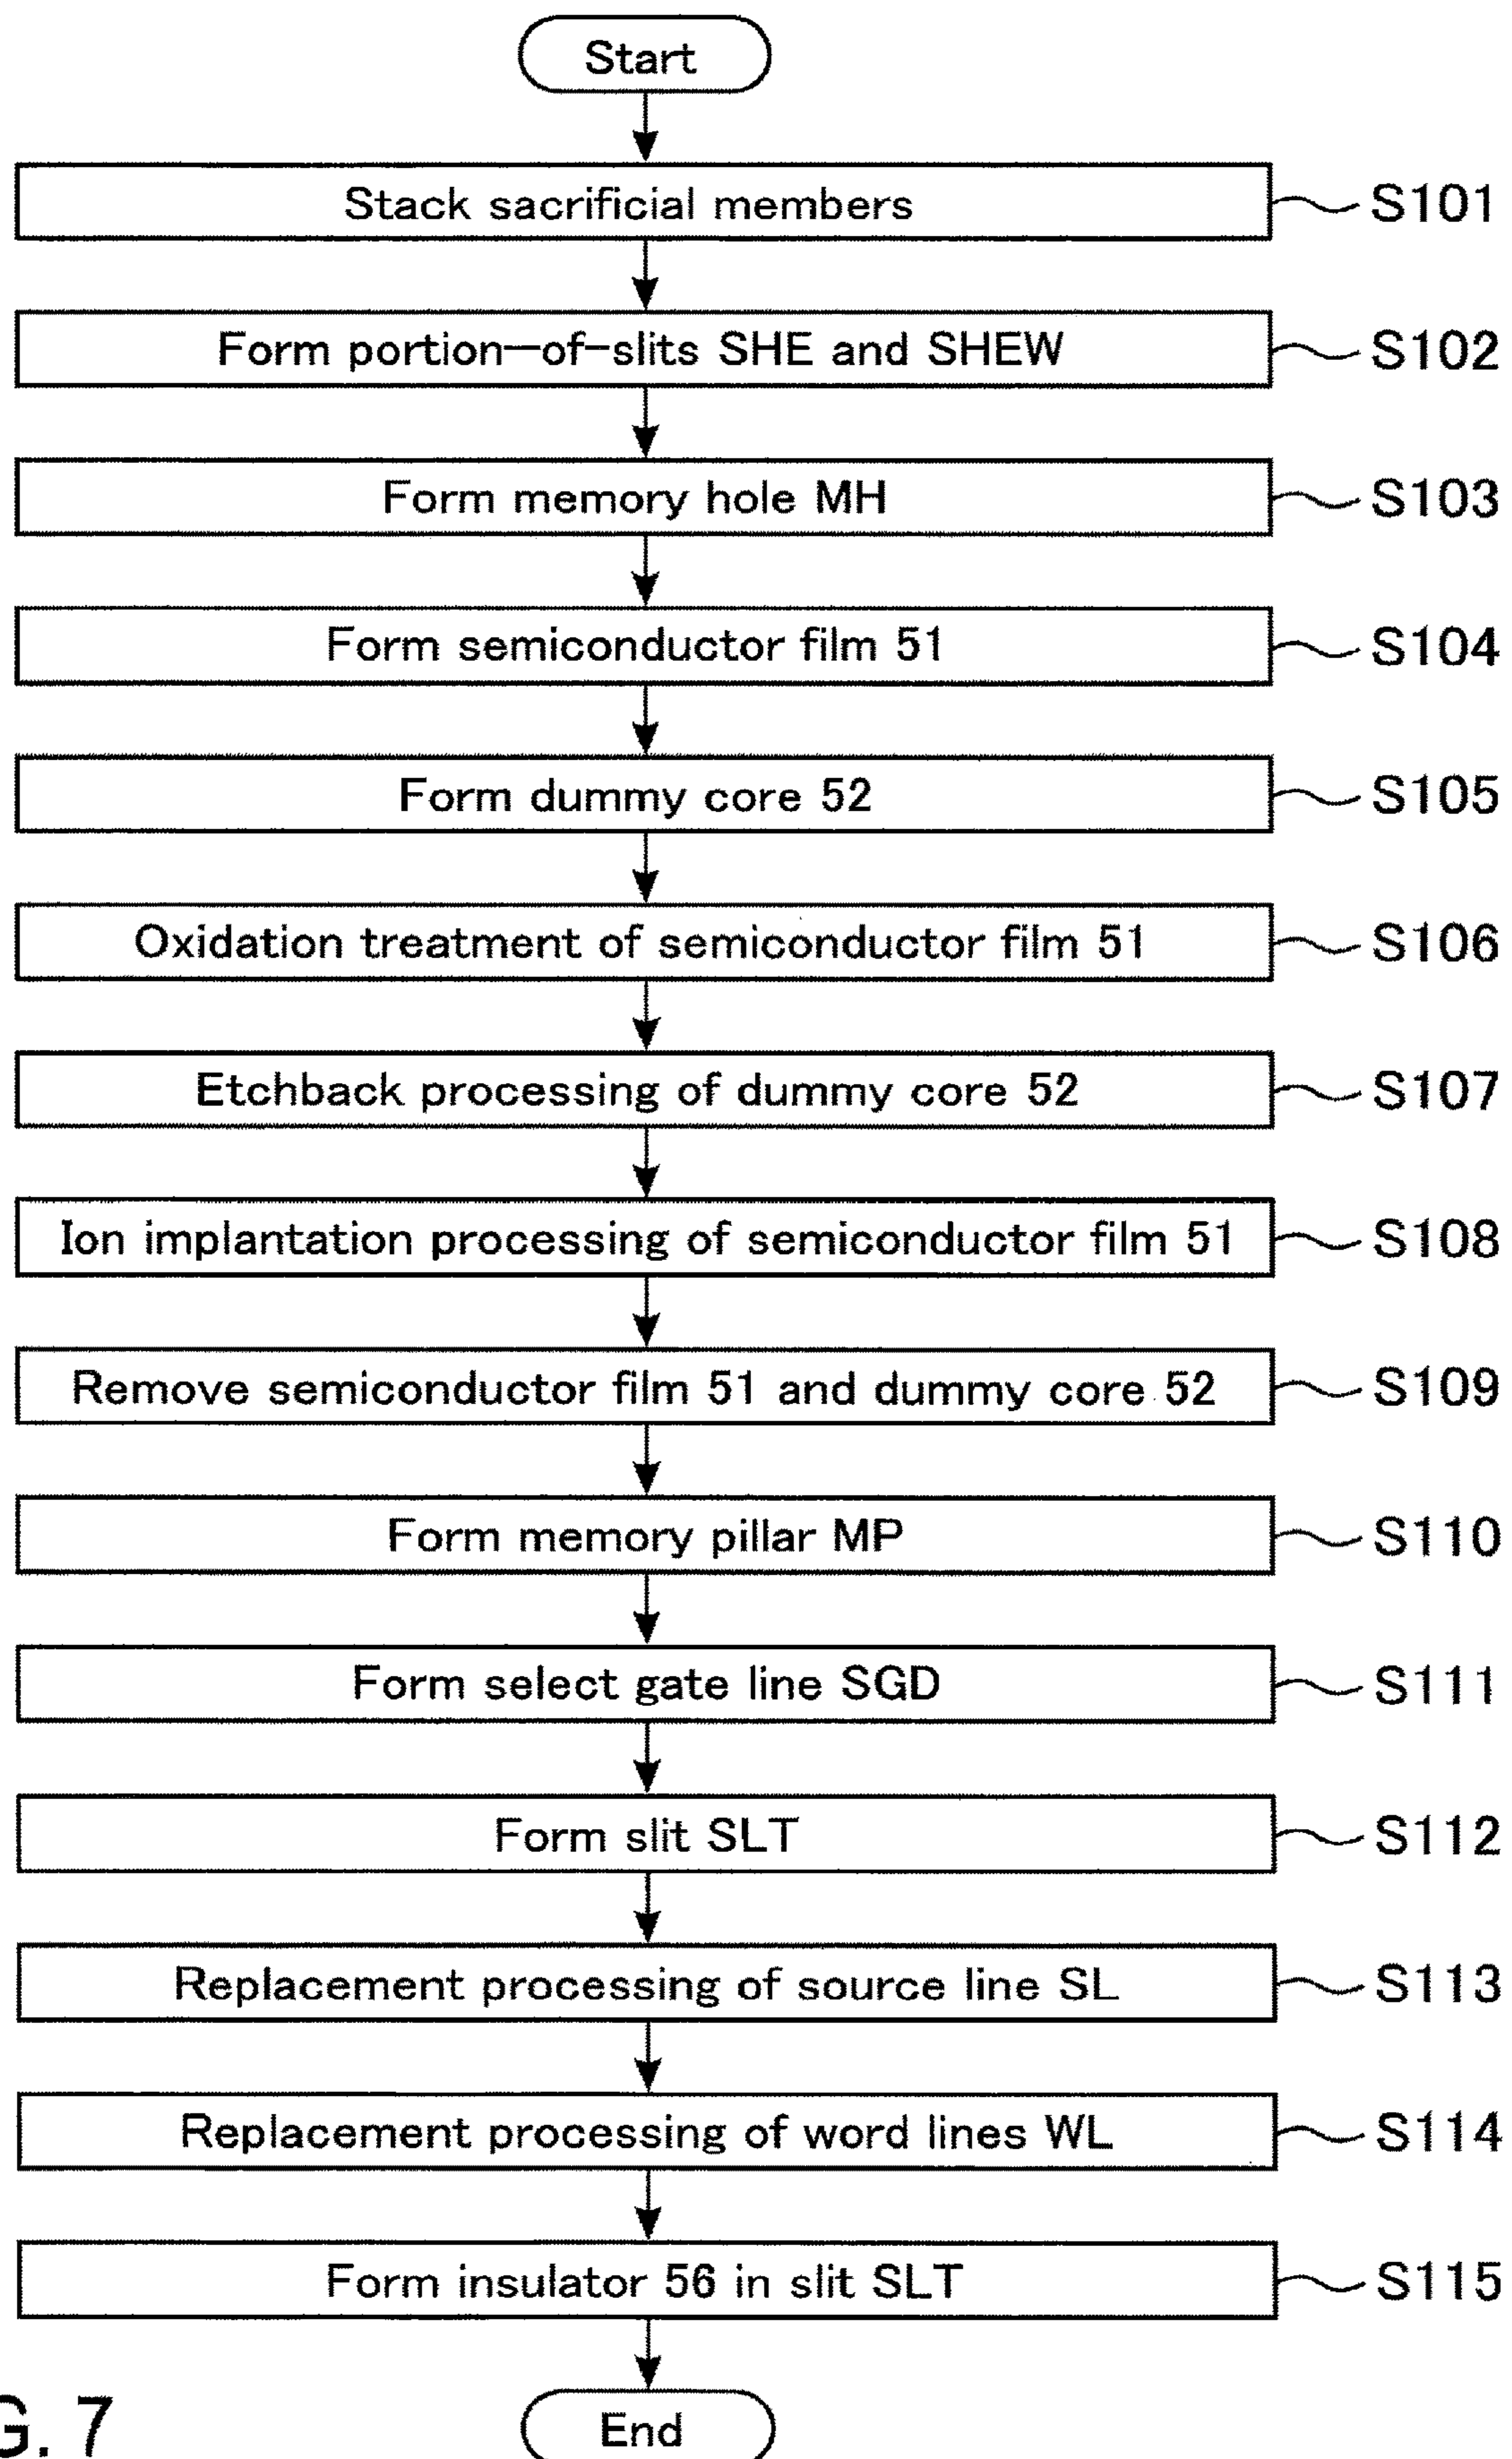 Start
Stack sacrificial members
S101
Form portion-of-slits SHE and SHEW
S102
Form memory hole MH
S103
Form semiconductor film 51
S104
Form dummy core 52
S105
Oxidation treatment of semiconductor film 51
S106
Etchback processing of dummy core 52
S107
Ion implantation processing of semiconductor film 51
S108
Remove semiconductor film 51 and dummy core 52
S109
Form memory pillar MP
S110
Form select gate line SGD
S111
Form slit SLT
S112
Replacement processing of source line SL
S113
Replacement processing of word lines WL
S114
Form insulator 56 in slit SLT
S115
End
G. 7